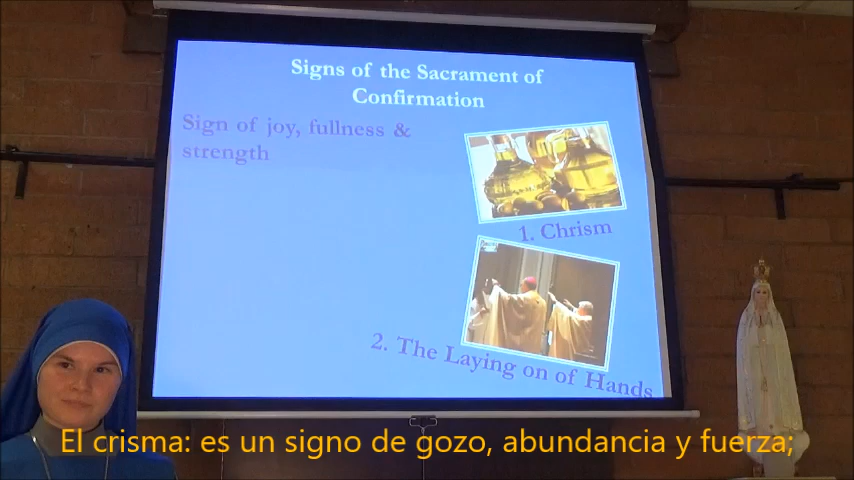 Signs of the Sacrament of
Confirmation
Sign of joy, fullness &
strength
1. Chrism
2. The Laying on of Hands
El crisma: es un signo de gozo, abundancia y fuerza;